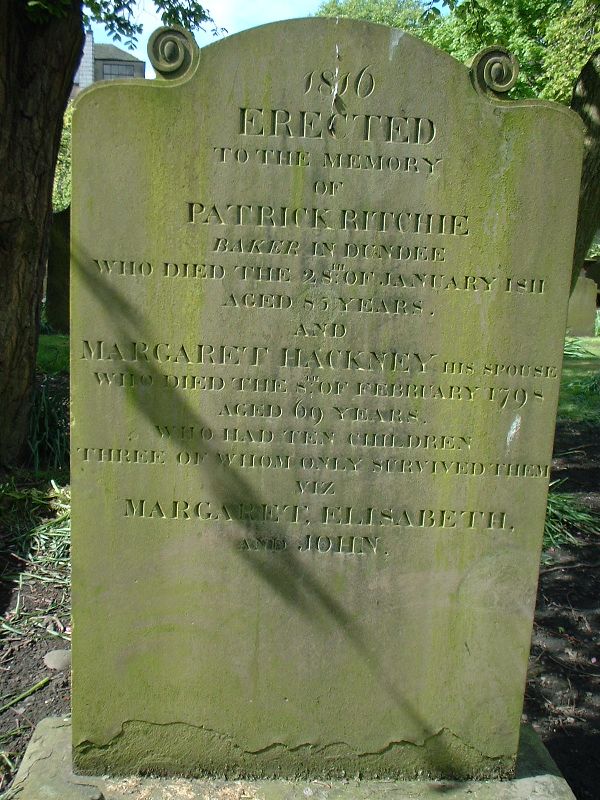 1816
ERECTED
TO THE MEMORY
OF
PATRICK RITCHIE
BAKER IN DUNDEE
WHO DIED THE 28TH OF JANUARY 1811
AGED 85 YEARS.
AND
MARGARET HACKNEY HIS SPOUSE
WHO DIED THE 8TH OF FEBRUARY 1798
AGED 69 YEARS.
WHO HAD TEN CHILDREN
THREE OF WHOM ONLY SURVIVED THEM
VIZ
MARGARET, ELISABETH,
AND JOHN.